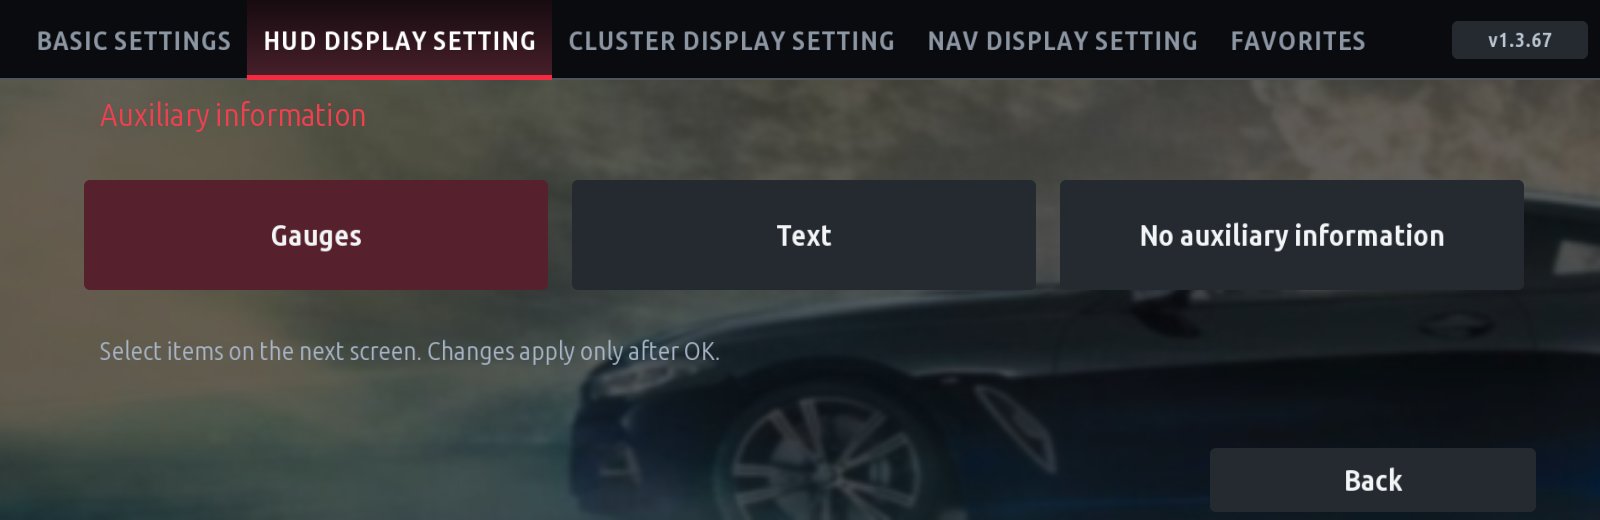 BASIC SETTINGS HUD DISPLAY SETTING CLUSTER DISPLAY SETTING NAV DISPLAY SETTING FAVORITES v1.3.67
Auxiliary information
Gauges Text No auxiliary information
Select items on the next screen. Changes apply only after OK.
Back